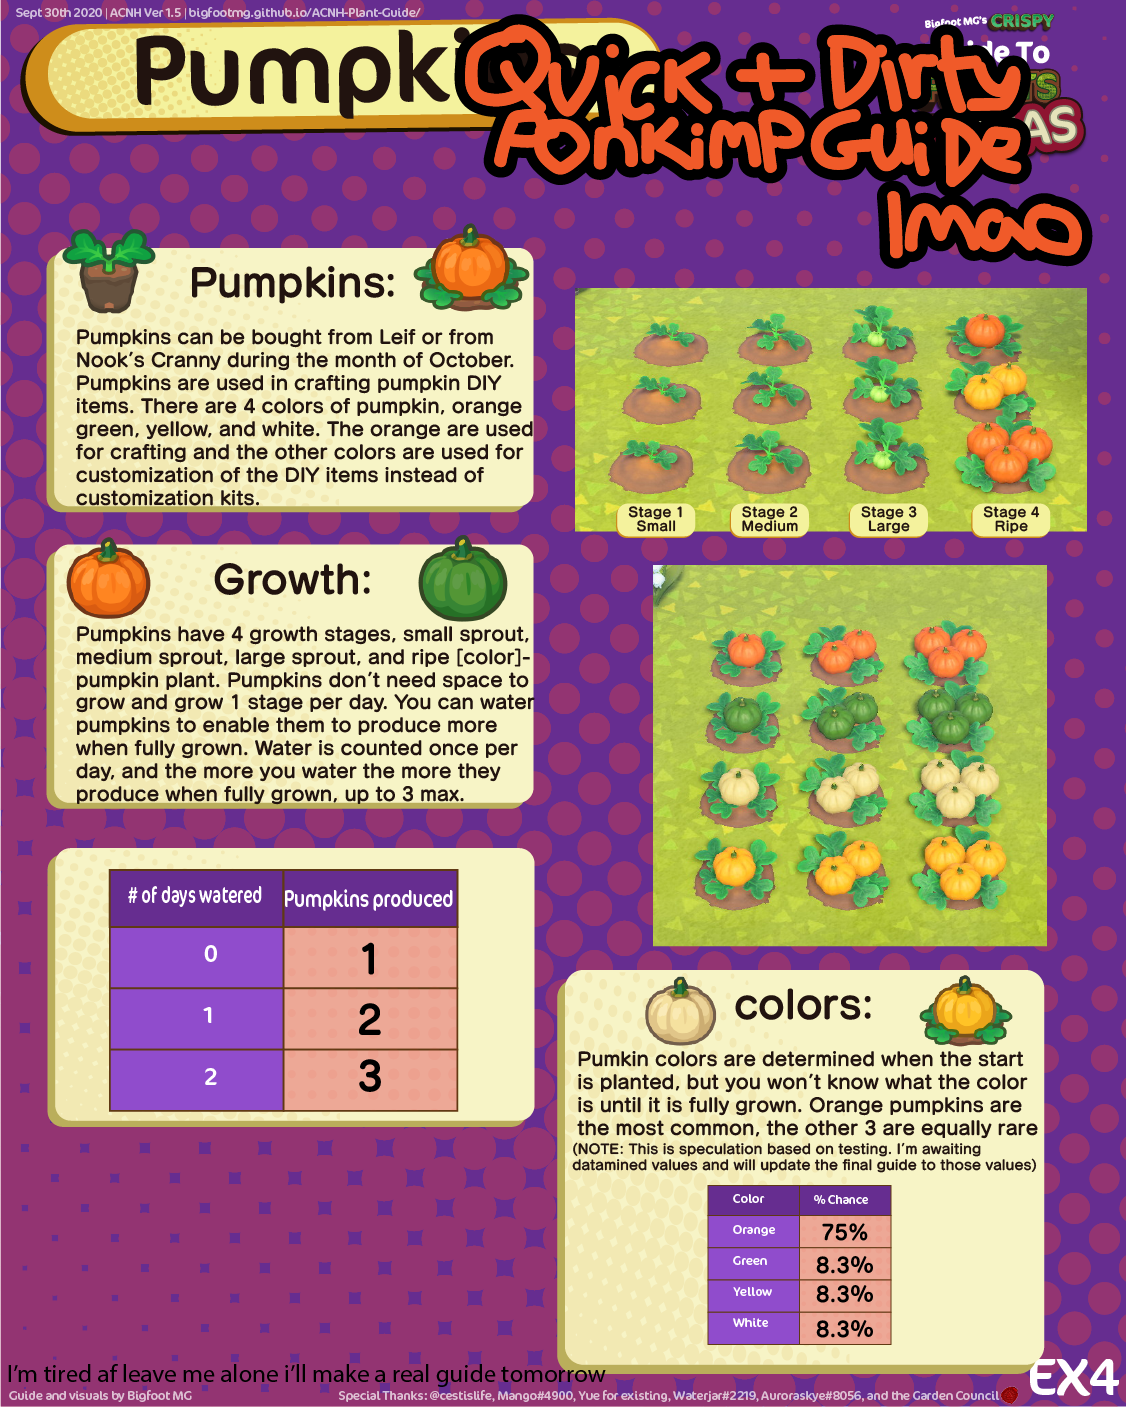 Sept 30th 2020 | ACNH Ver 1.5 | bigfootmg.github.io/ACNH-Plant-Guide/
Bigfoot MG's CRISPY
Quick + Dirty
PonkimP Guide
lmao
Pumpkins:
Pumpkins can be bought from Leif or from
Nook's Cranny during the month of October.
Pumpkins are used in crafting pumpkin DIY
items. There are 4 colors of pumpkin, orange
green, yellow, and white. The orange are used
for crafting and the other colors are used for
customization of the DIY items instead of
customization kits.
Stage 1 Stage 2 Stage 3 Stage 4
Small Medium Large Ripe
Growth:
Pumpkins have 4 growth stages, small sprout,
medium sprout, large sprout, and ripe [color]-
pumpkin plant. Pumpkins don't need space to
grow and grow 1 stage per day. You can water
pumpkins to enable them to produce more
when fully grown. Water is counted once per
day, and the more you water the more they
produce when fully grown, up to 3 max.
# of days watered Pumpkins produced
0 1
1 2
2 3
colors:
Pumkin colors are determined when the start
is planted, but you won't know what the color
is until it is fully grown. Orange pumpkins are
the most common, the other 3 are equally rare
(NOTE: This is speculation based on testing. I'm awaiting
datamined values and will update the final guide to those values)
Color % Chance
Orange 75%
Green 8.3%
Yellow 8.3%
White 8.3%
I'm tired af leave me alone i'll make a real guide tomorrow
Guide and visuals by Bigfoot MG
Special Thanks: @cestislife, Mango#4900, Yue for existing, Waterjar#2219, Auroraskye#8056, and the Garden Council
EX4